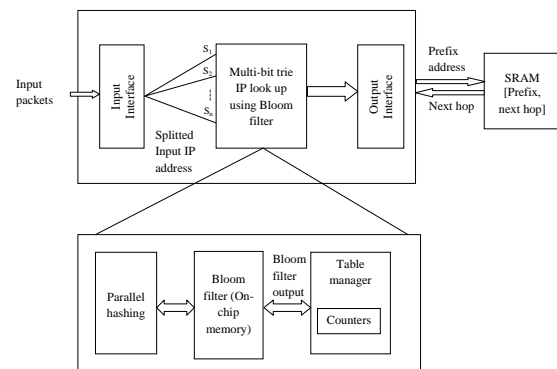 Input
packets
Input
Interface
S1
S2
Sn
Splitted
Input IP
address
Multi-bit trie
IP look up
using Bloom
filter
Output
Interface
Prefix
address
Next hop
SRAM
[Prefix,
next hop]
Parallel
hashing
Bloom
filter (On-
chip
memory)
Bloom
filter
output
Table
manager
Counters